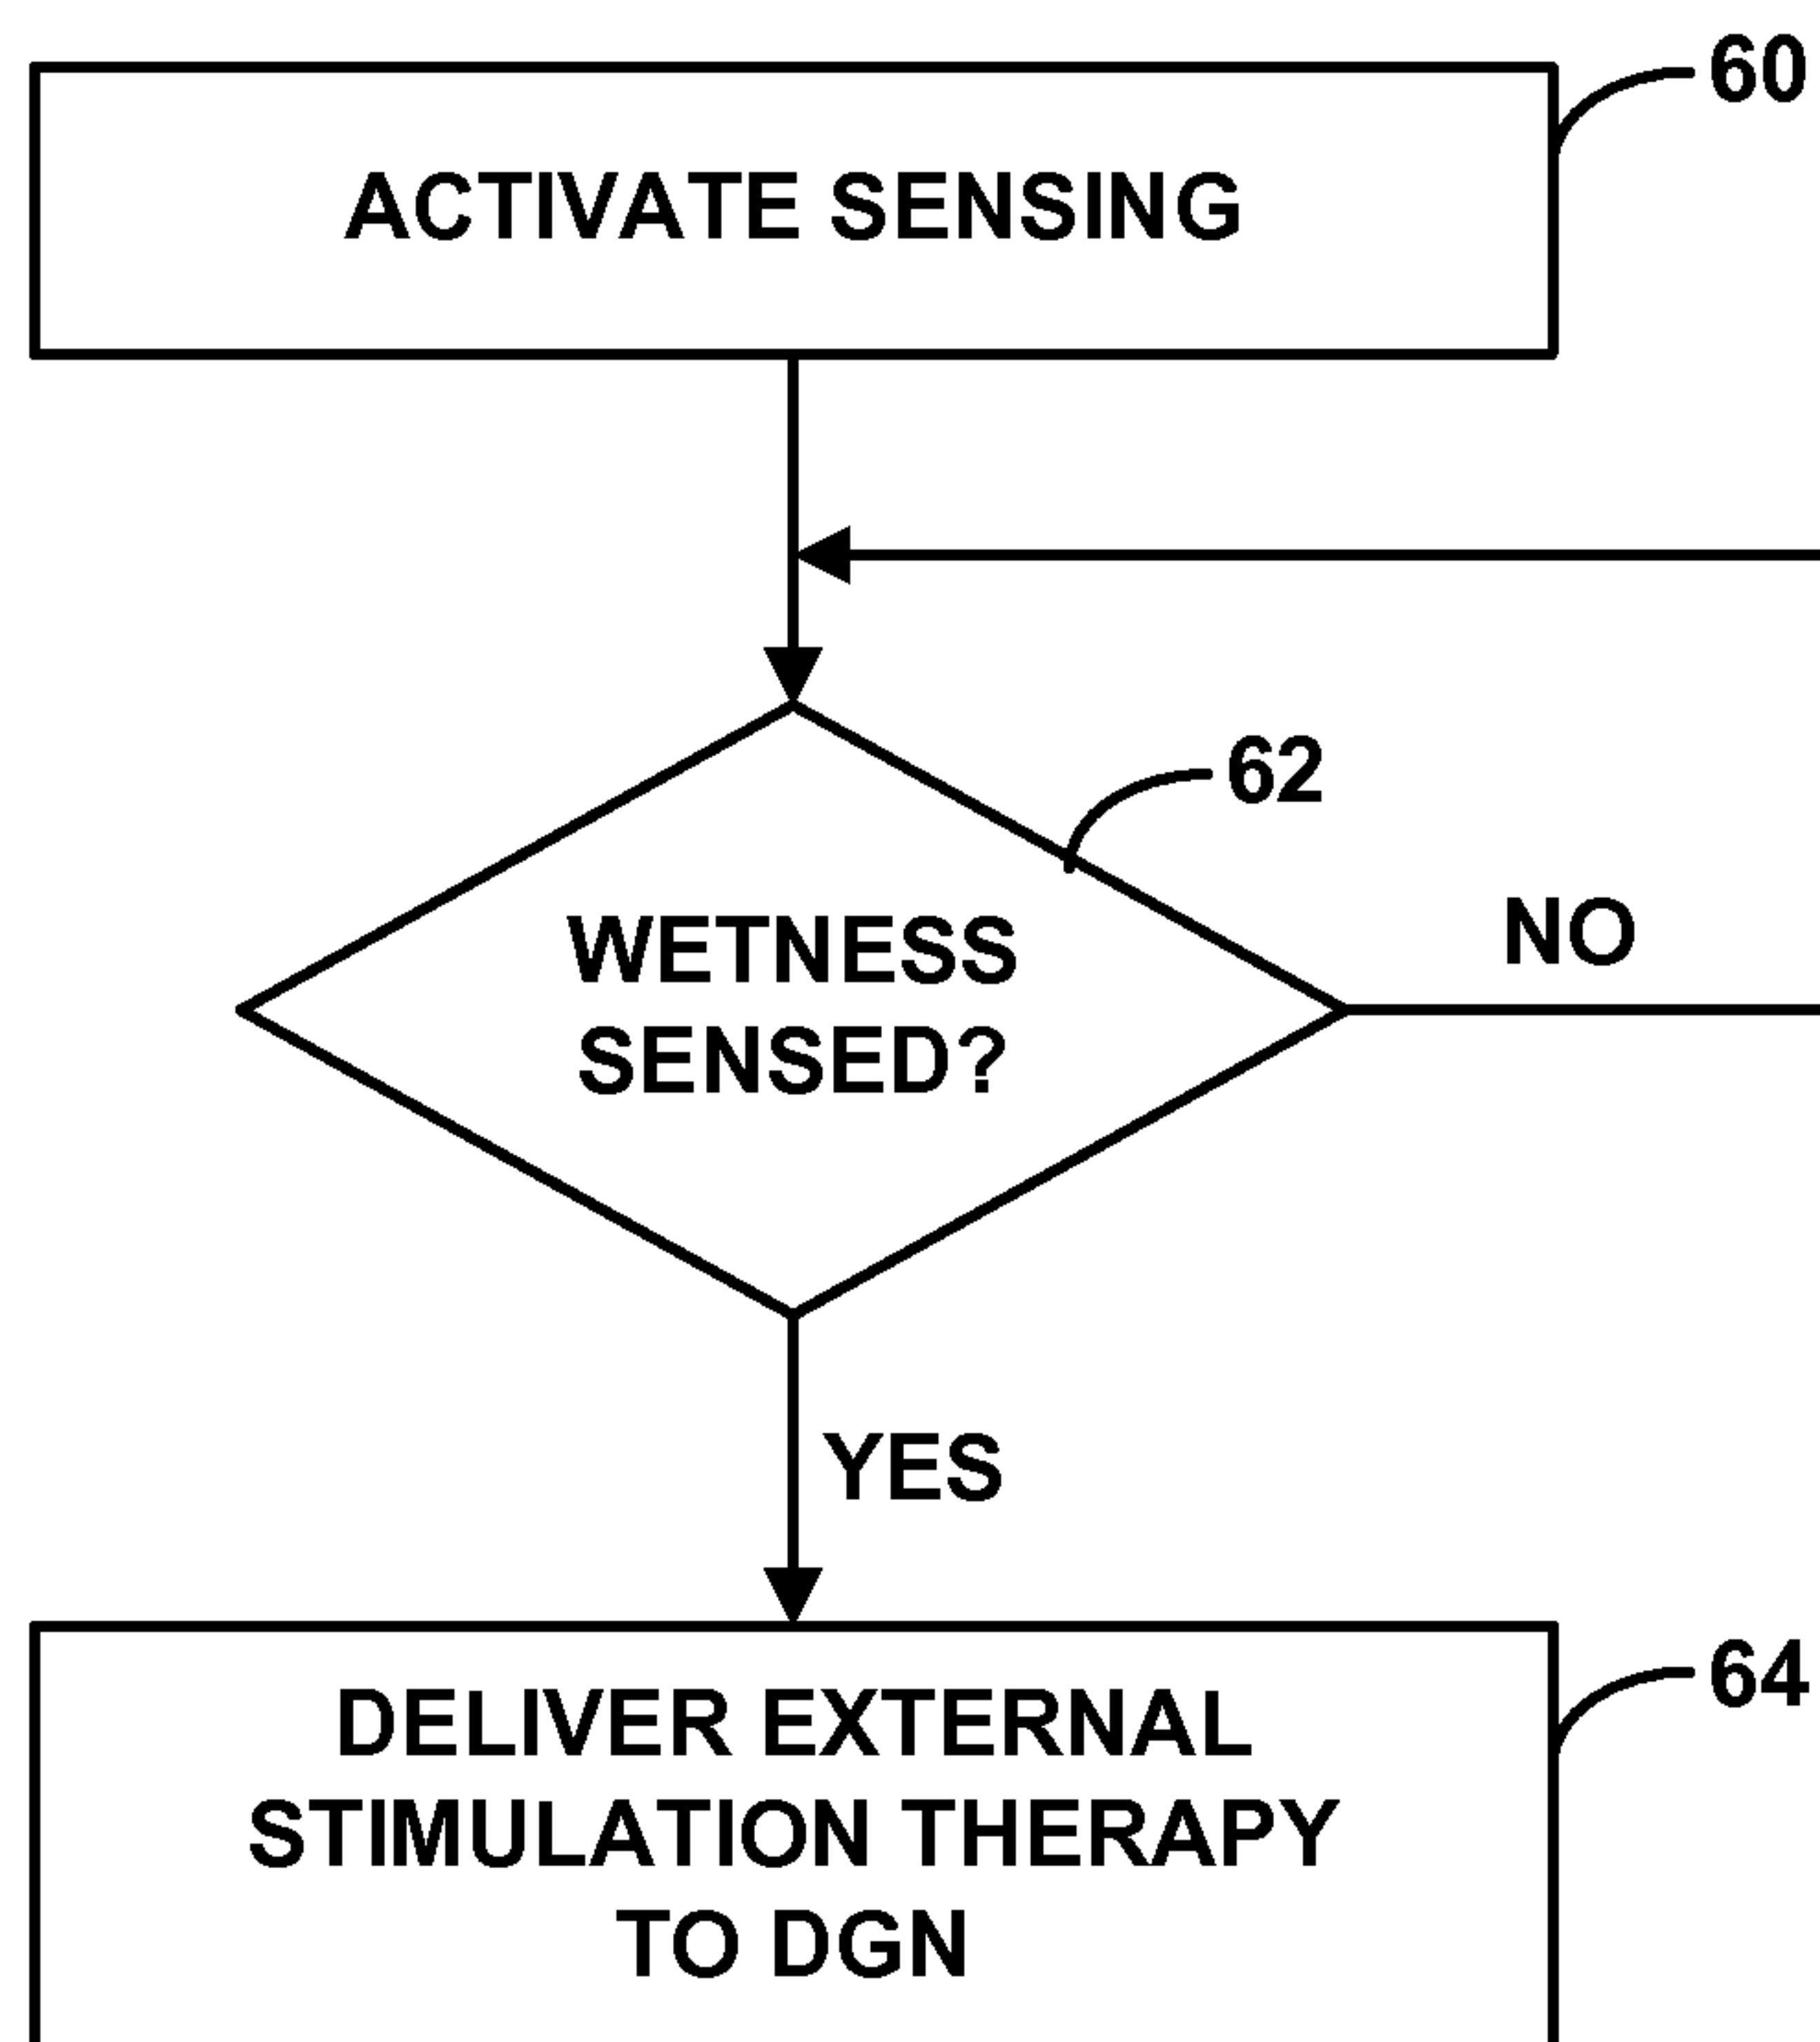 60
ACTIVATE SENSING
62
WETNESS
SENSED?
NO
YES
64
DELIVER EXTERNAL
STIMULATION THERAPY
TO DGN